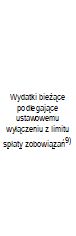 Wydatki bieżące
podlegające
ustawowemu
wyłączeniu z limitu
spłaty zobowiązań⁹⁾